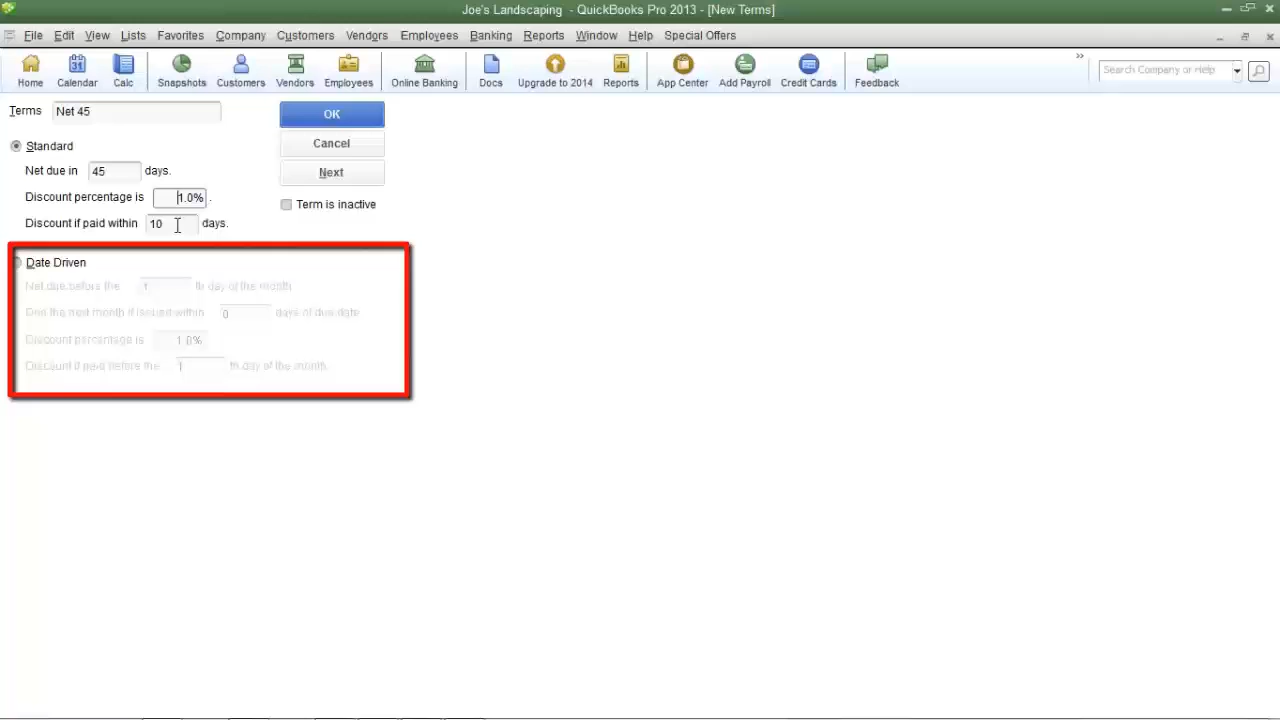 Joe's Landscaping - QuickBooks Pro 2013 - [New Terms]
File Edit View Lists Favorites Company Customers Vendors Employees Banking Reports Window Help Special Offers
31
Home Calendar Calc Snapshots Customers Vendors Employees Online Banking Docs Upgrade to 2014 Reports App Center Add Payroll Credit Cards Feedback
Search Company or Help
Terms Net 45
OK
Standard
Cancel
Net due in 45 days.
Next
Discount percentage is 1.0% .
Term is inactive
Discount if paid within 10 days.
Date Driven
Net due before the 1 th day of the month
Due the next month if issued within 0 days of due date
Discount percentage is 1.0%
Discount if paid before the 1 th day of the month